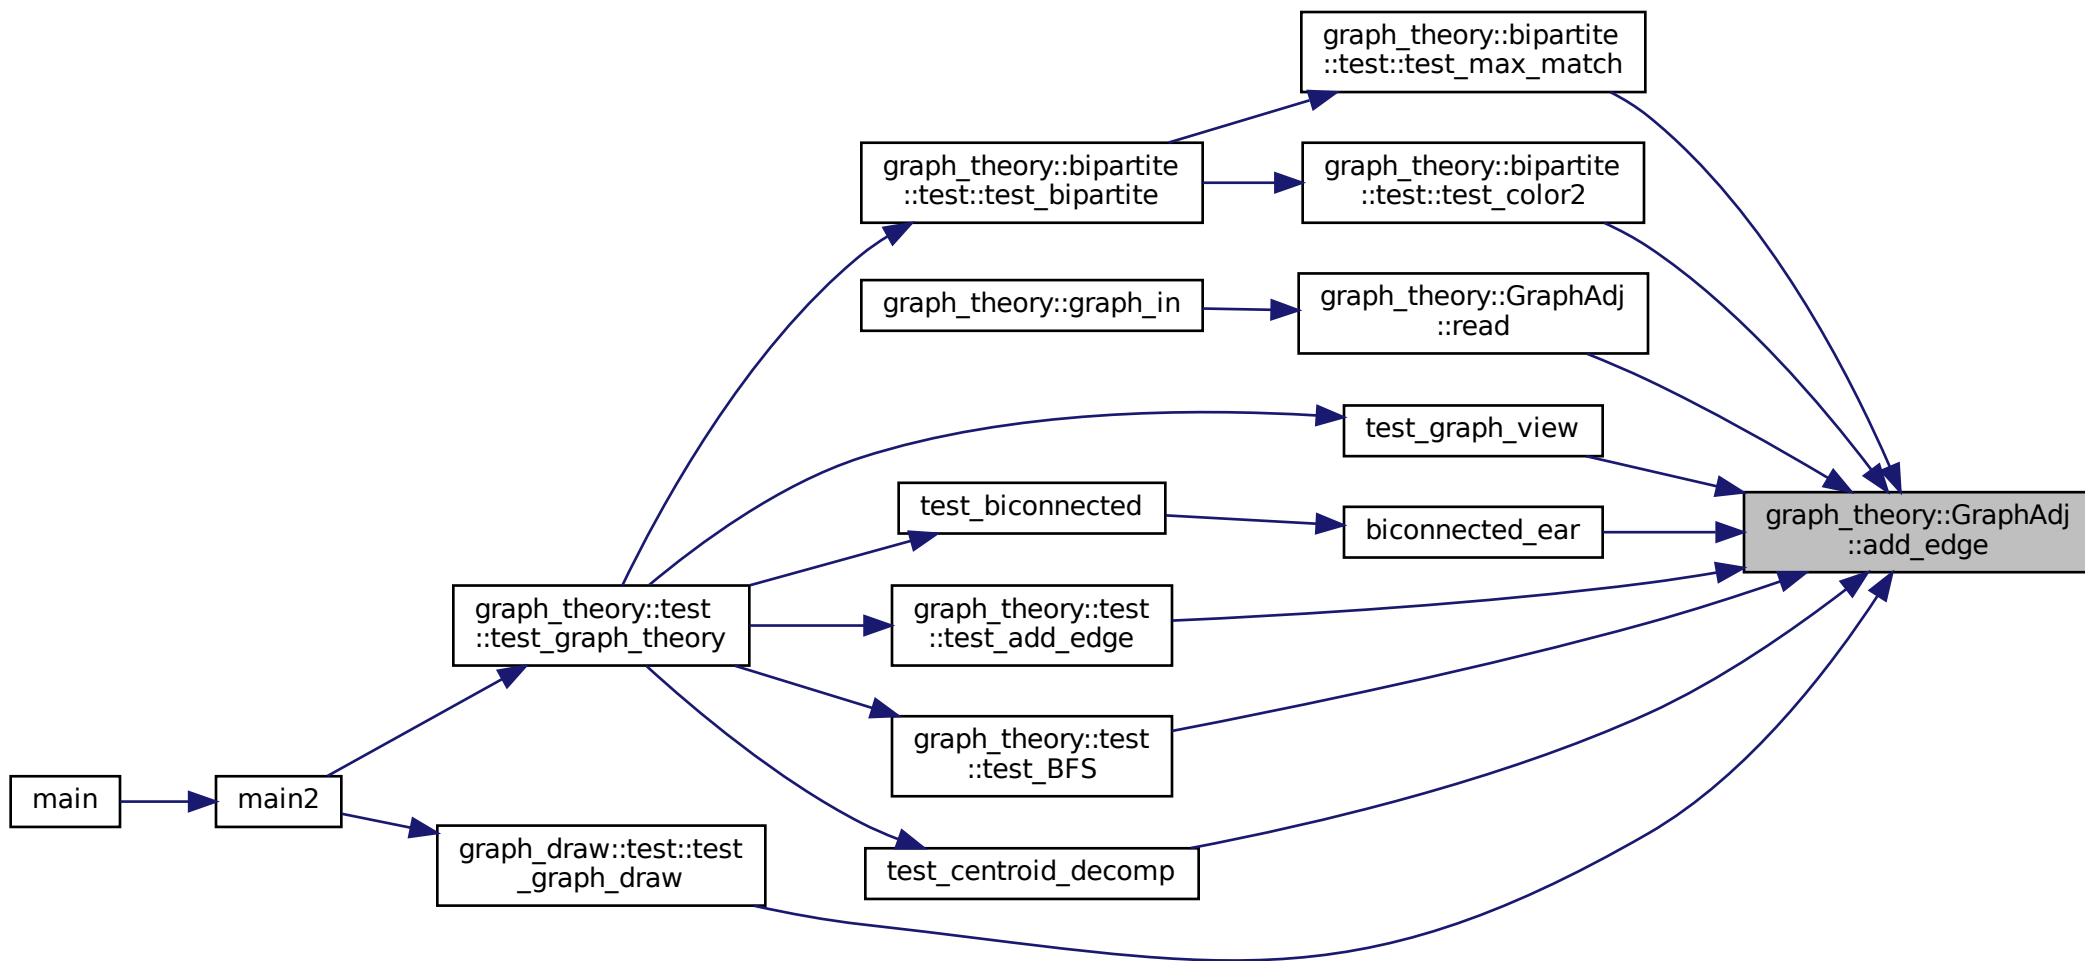 graph_theory::bipartite
::test::test_max_match
graph_theory::bipartite
::test::test_bipartite
graph_theory::bipartite
::test::test_color2
graph_theory::graph_in
graph_theory::GraphAdj
::read
test_graph_view
test_biconnected
biconnected_ear
graph_theory::GraphAdj
::add_edge
graph_theory::test
::test_graph_theory
graph_theory::test
::test_add_edge
graph_theory::test
::test_BFS
main
main2
graph_draw::test::test
_graph_draw
test_centroid_decomp